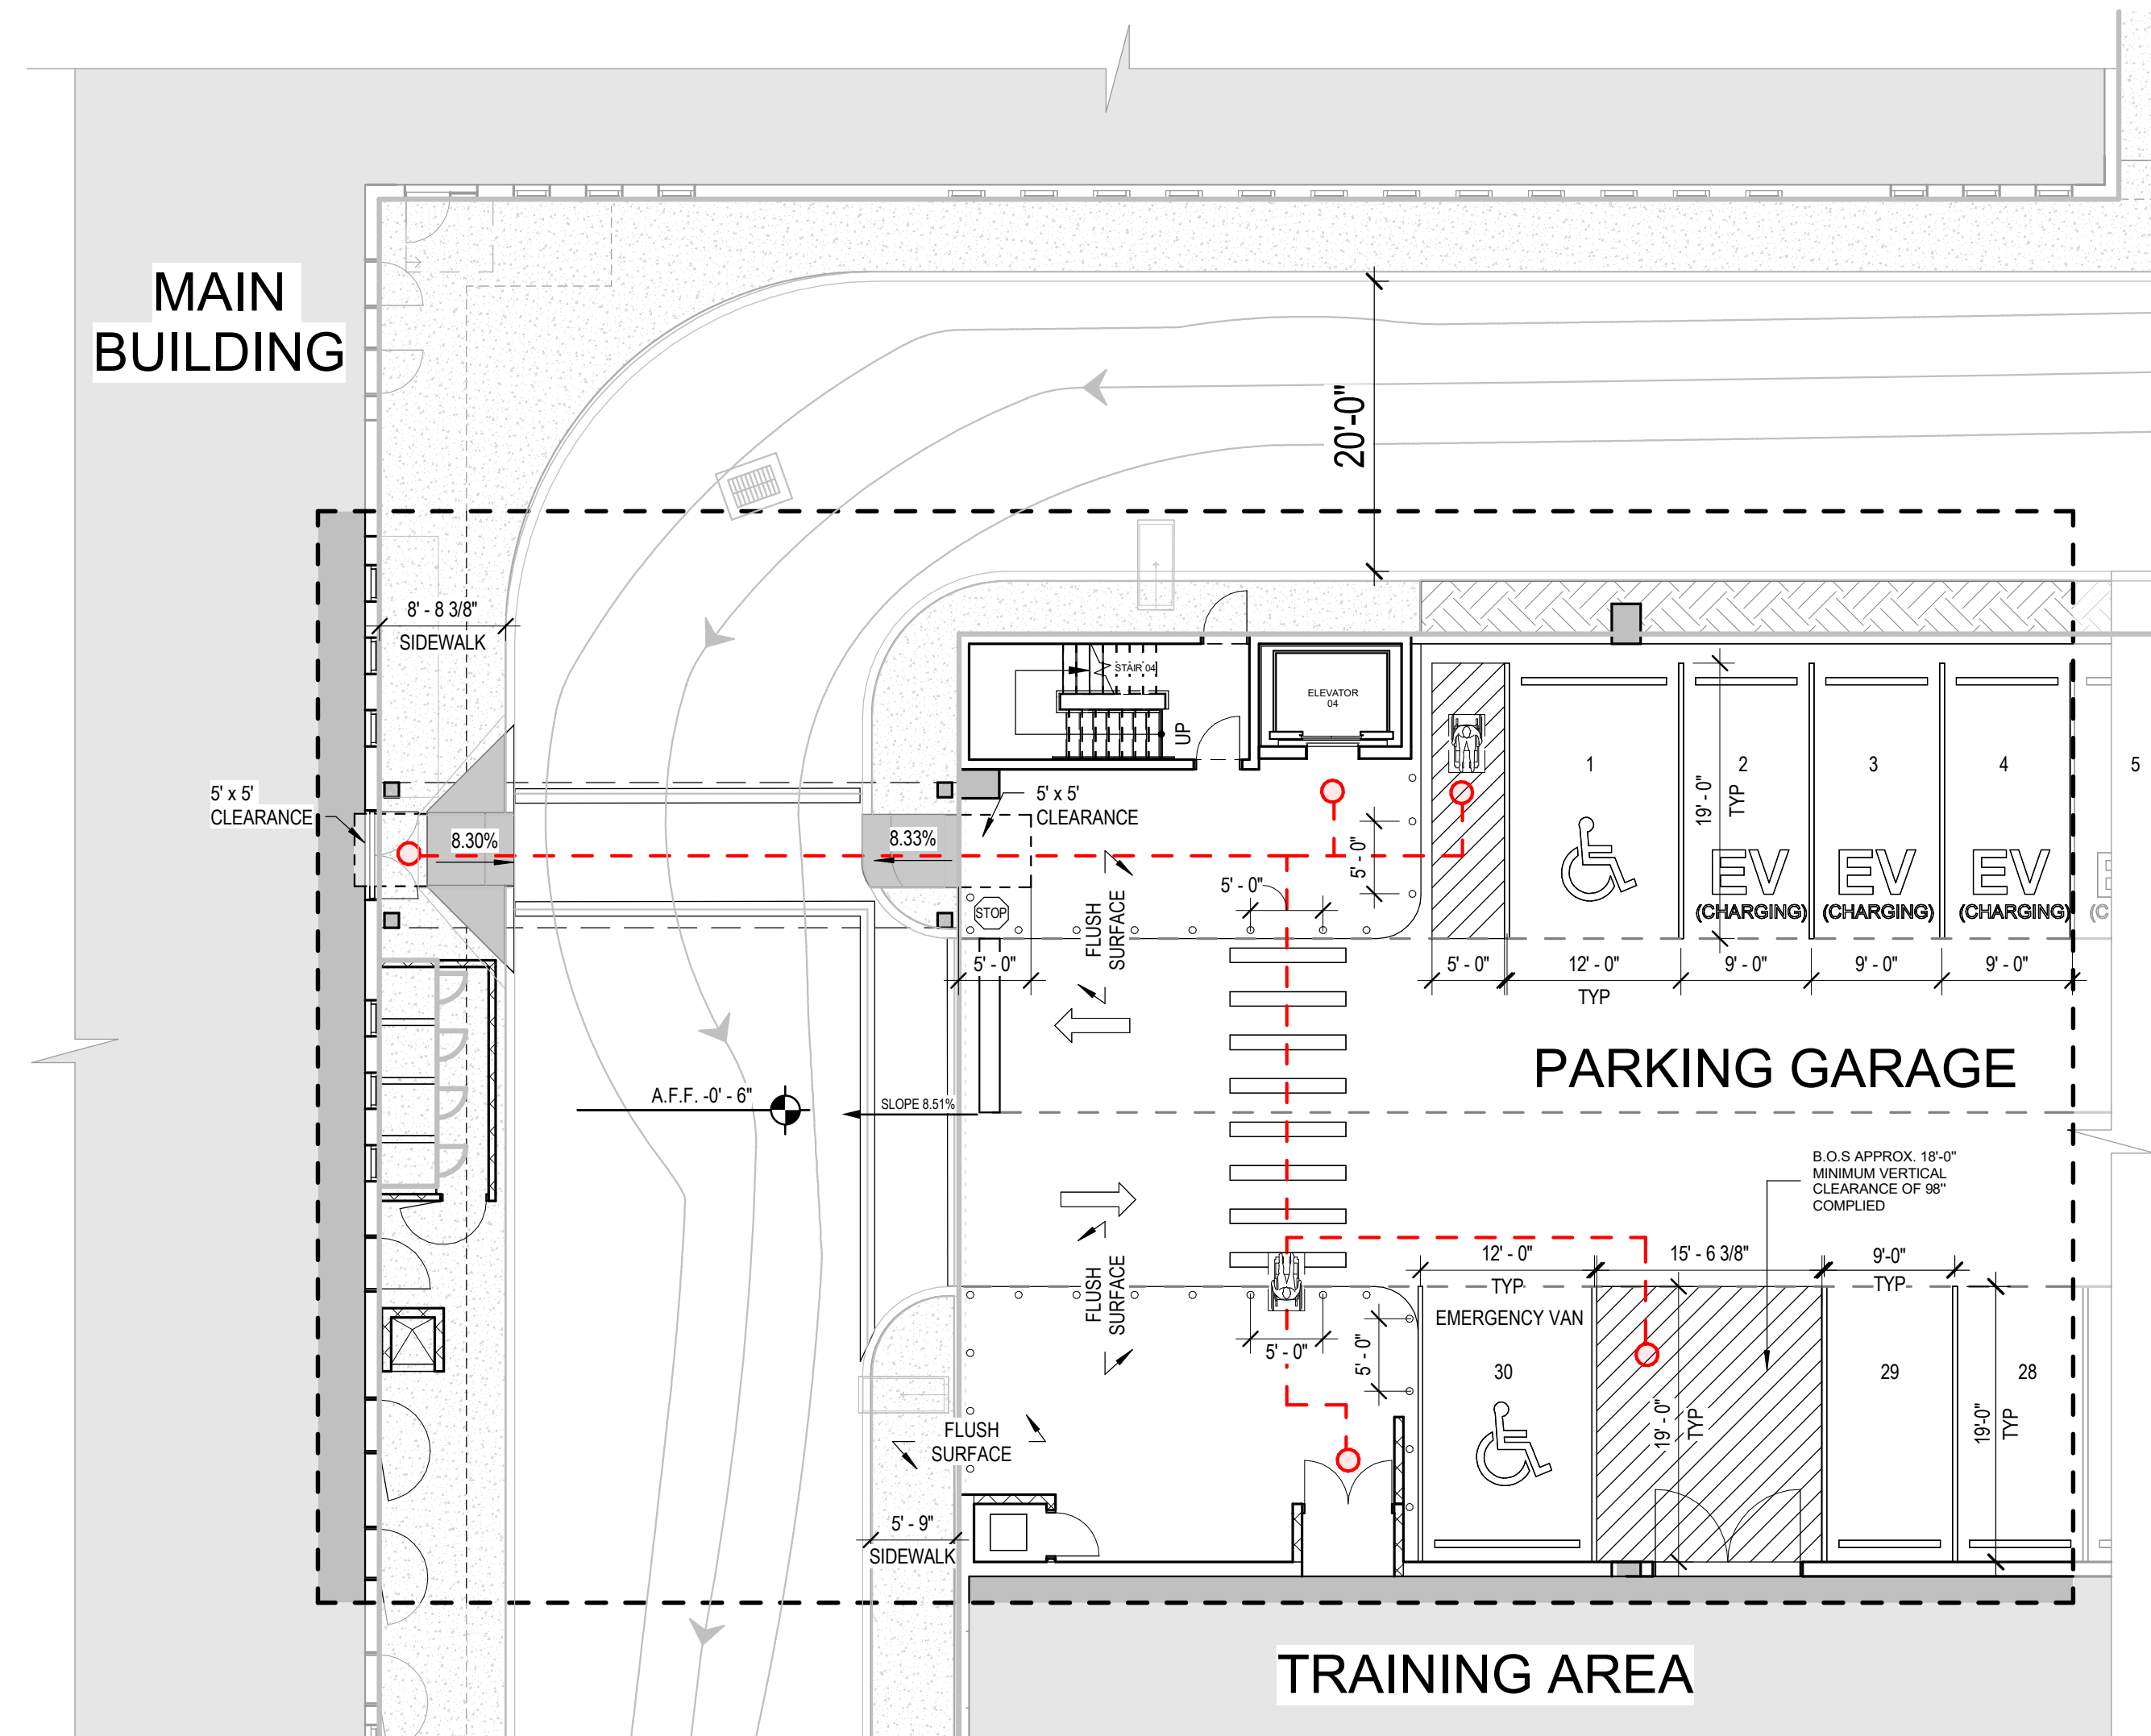 MAIN
BUILDING
20'-0"
8' - 8 3/8"
SIDEWALK
STAIR 04
UP
ELEVATOR
04
5' x 5'
CLEARANCE
8.30%
8.33%
5' x 5'
CLEARANCE
5' - 0"
5' - 0"
STOP
FLUSH
SURFACE
5' - 0"
1
2
3
4
5
19' - 0"
TYP
EV
(CHARGING)
EV
(CHARGING)
EV
(CHARGING)
E
(C
5' - 0"
12' - 0"
TYP
9' - 0"
9' - 0"
9' - 0"
PARKING GARAGE
A.F.F. -0' - 6"
SLOPE 8.51%
B.O.S APPROX. 18'-0"
MINIMUM VERTICAL
CLEARANCE OF 98"
COMPLIED
FLUSH
SURFACE
12' - 0"
TYP
15' - 6 3/8"
9'-0"
TYP
EMERGENCY VAN
5' - 0"
5' - 0"
30
29
28
19' - 0"
TYP
19'-0"
TYP
FLUSH
SURFACE
5' - 9"
SIDEWALK
TRAINING AREA